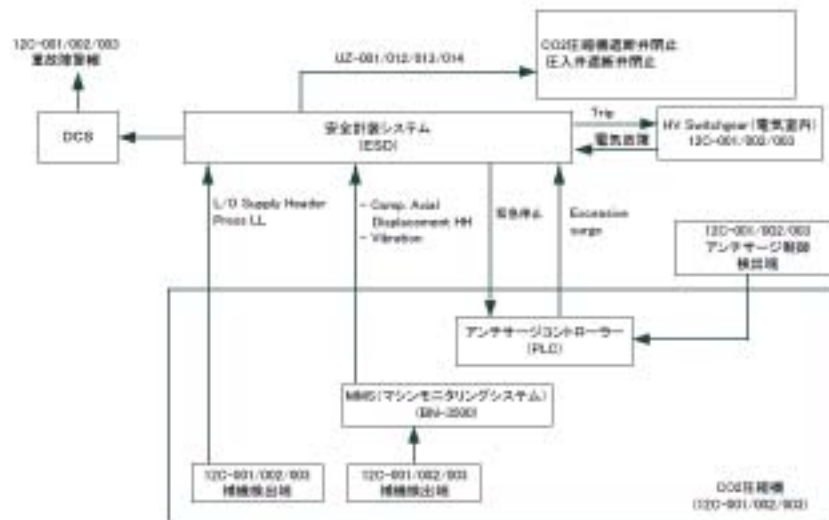 12C-001/002/003
重故障警報
DCS
UZ-001/012/013/014
CO2圧縮機遮断弁閉止
圧入井遮断弁閉止
安全計装システム
(ESD)
Trip
電気故障
HV Switchgear(電気室内)
12C-001/002/003
L/O Supply Header
Press LL
- Comp. Axial
Displacement HH
- Vibration
緊急停止
Excessive
surge
12C-001/002/003
アンチサージ制御
検出端
アンチサージコントローラー
(PLC)
MMS(マシンモニタリングシステム)
(BN-3500)
12C-001/002/003
補機検出端
12C-001/002/003
補機検出端
CO2圧縮機
(12C-001/002/003)